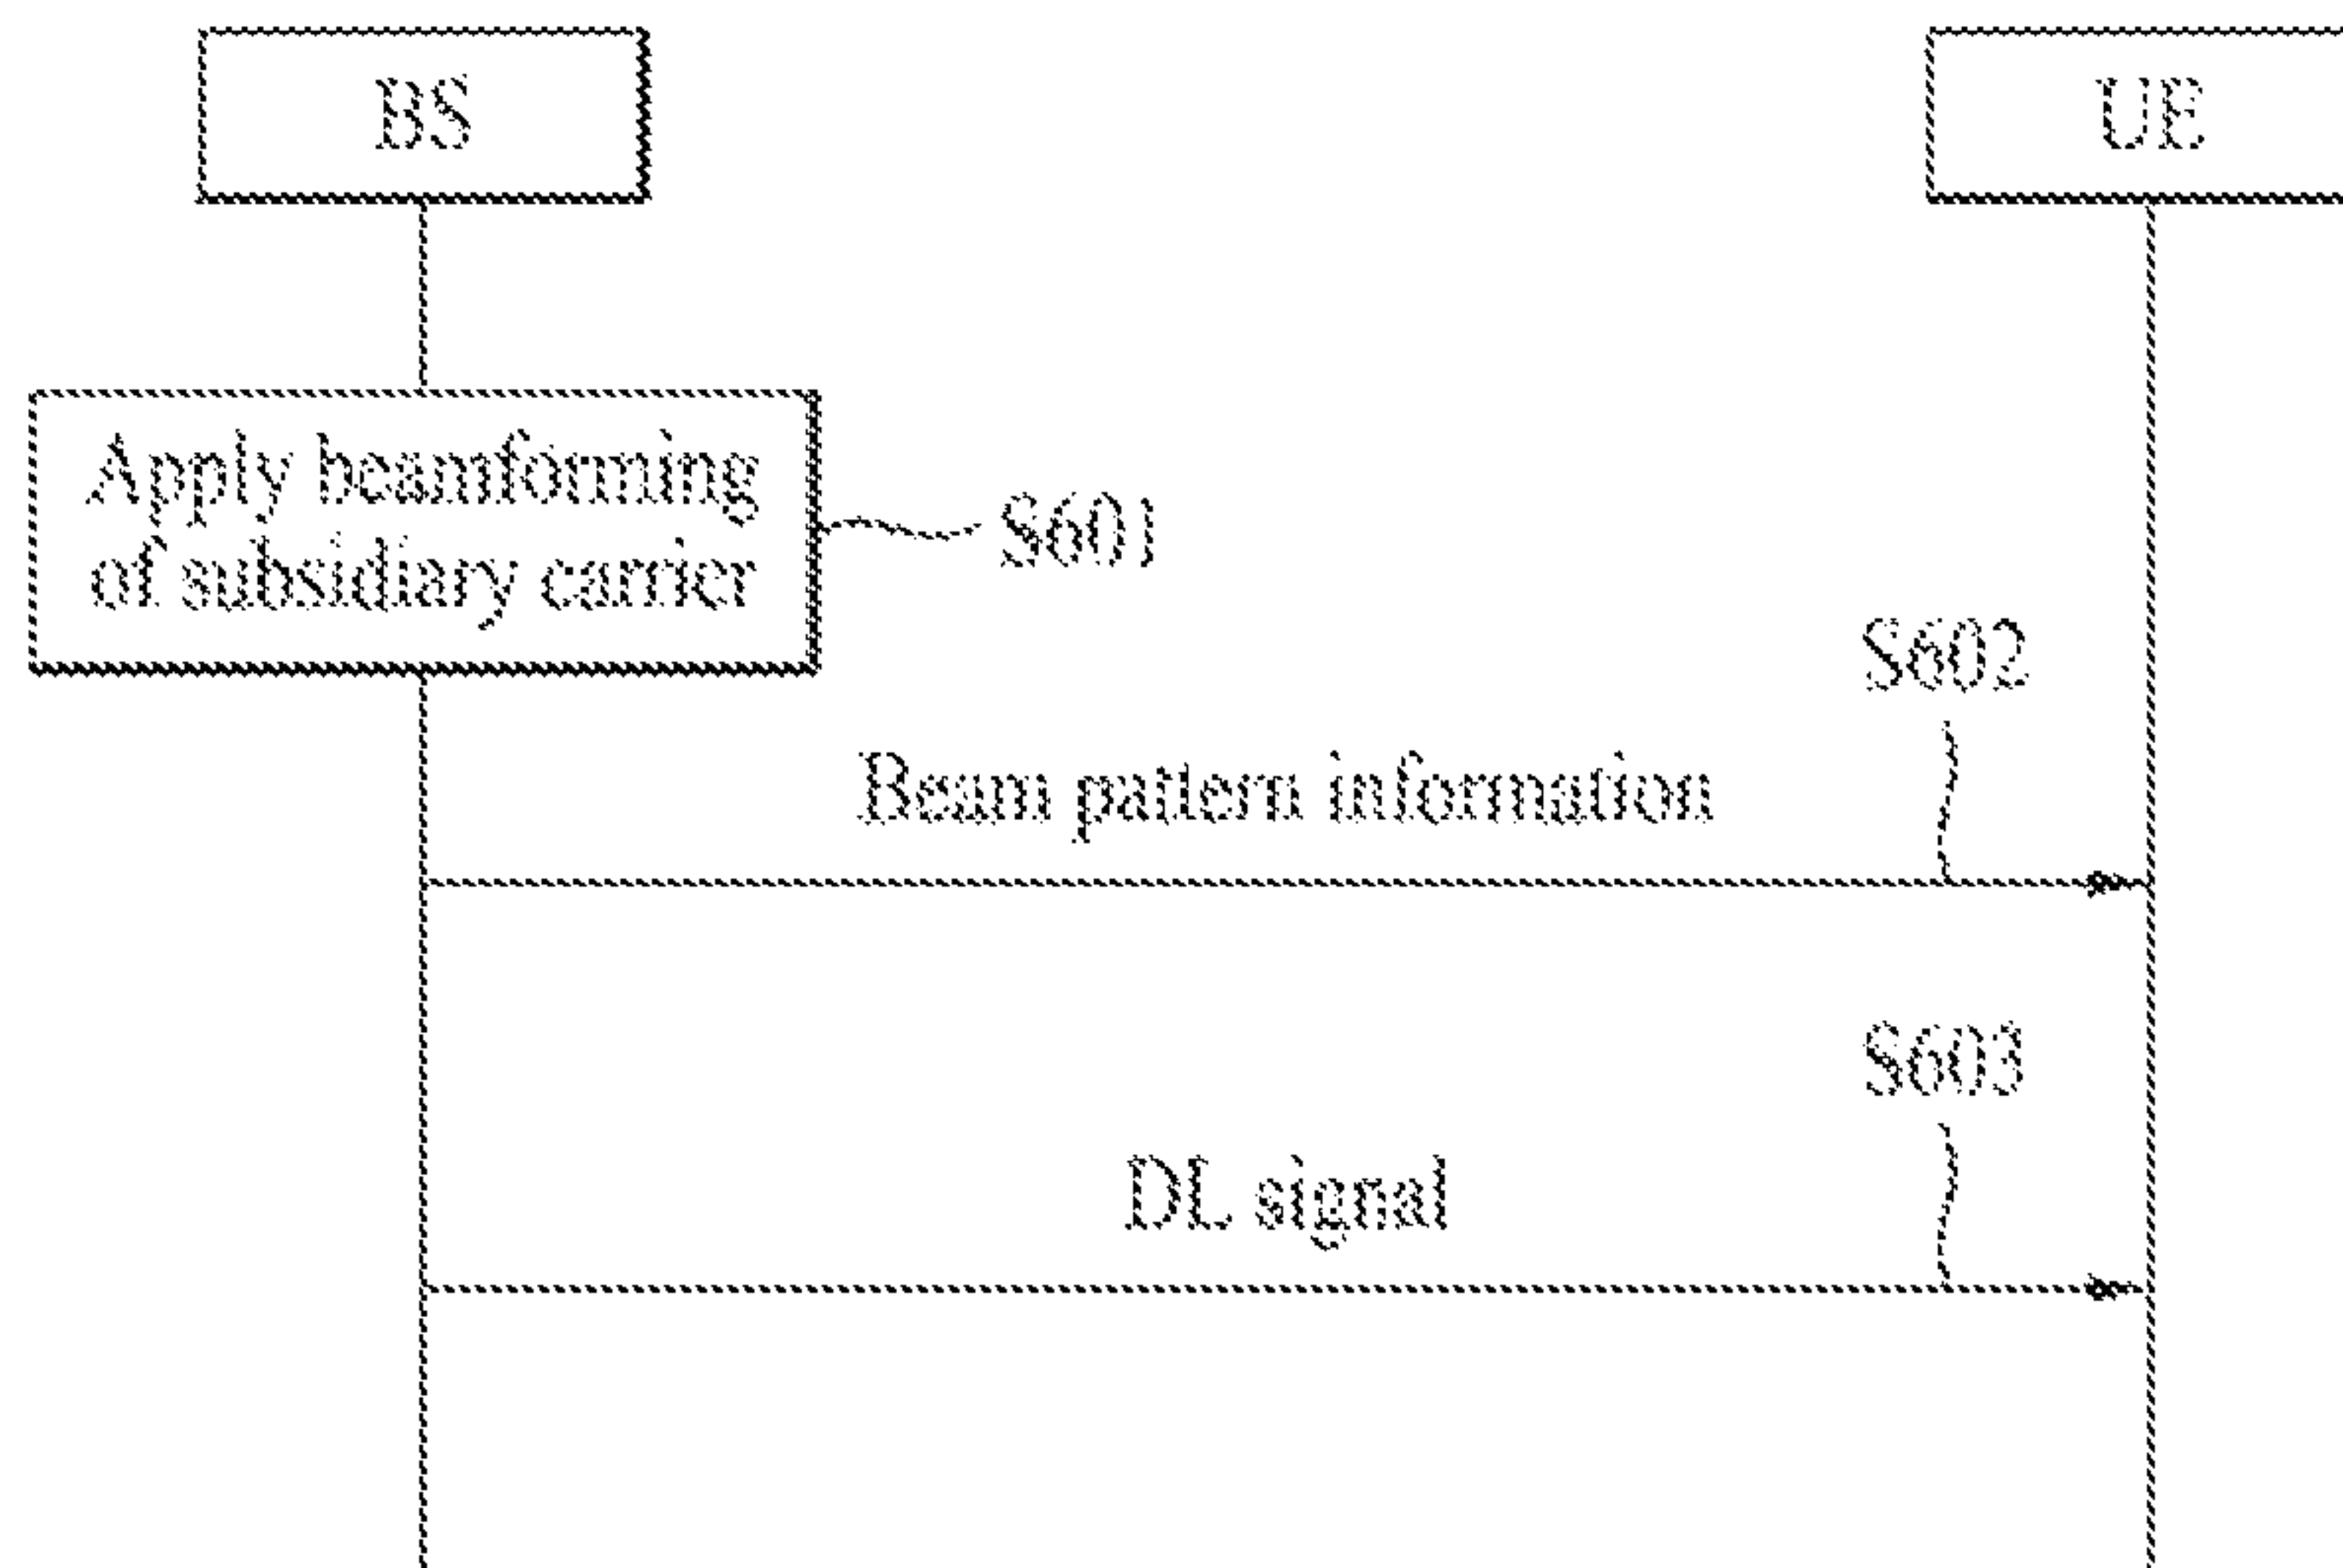 BS
UE
Apply beamforming
of subsidiary carrier
S601
S602
Beam pattern information
S603
DL signal